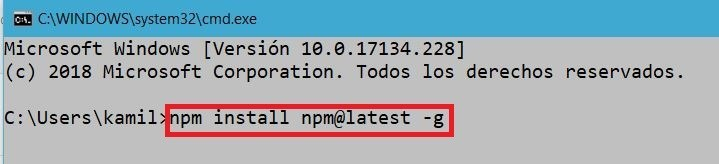 C:\WINDOWS\system32\cmd.exe
Microsoft Windows [Versión 10.0.17134.228]
(c) 2018 Microsoft Corporation. Todos los derechos reservados.
C:\Users\kamil>npm install npm@latest -g